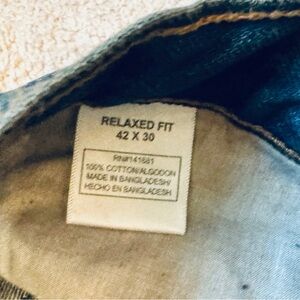 RELAXED FIT
42 X 30
RN#141681
100% COTTON/ALGODON
MADE IN BANGLADESH/
HECHO EN BANGLADESH